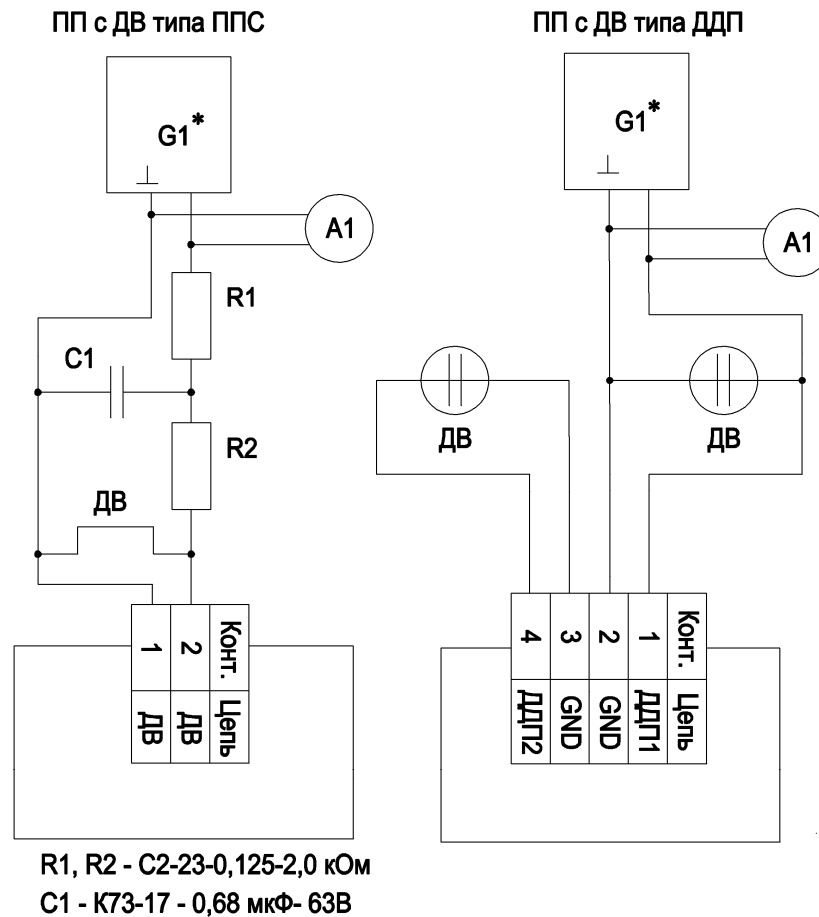 ПП с ДВ типа ППС
G1*
A1
R1
C1
R2
ДВ
1
2
Конт.
ДВ
ДВ
Цепь
R1, R2 - С2-23-0,125-2,0 кОм
С1 - К73-17 - 0,68 мкФ- 63В
ПП с ДВ типа ДДП
G1*
A1
ДВ
ДВ
4
3
2
1
Конт.
ДДП2
GND
GND
ДДП1
Цепь